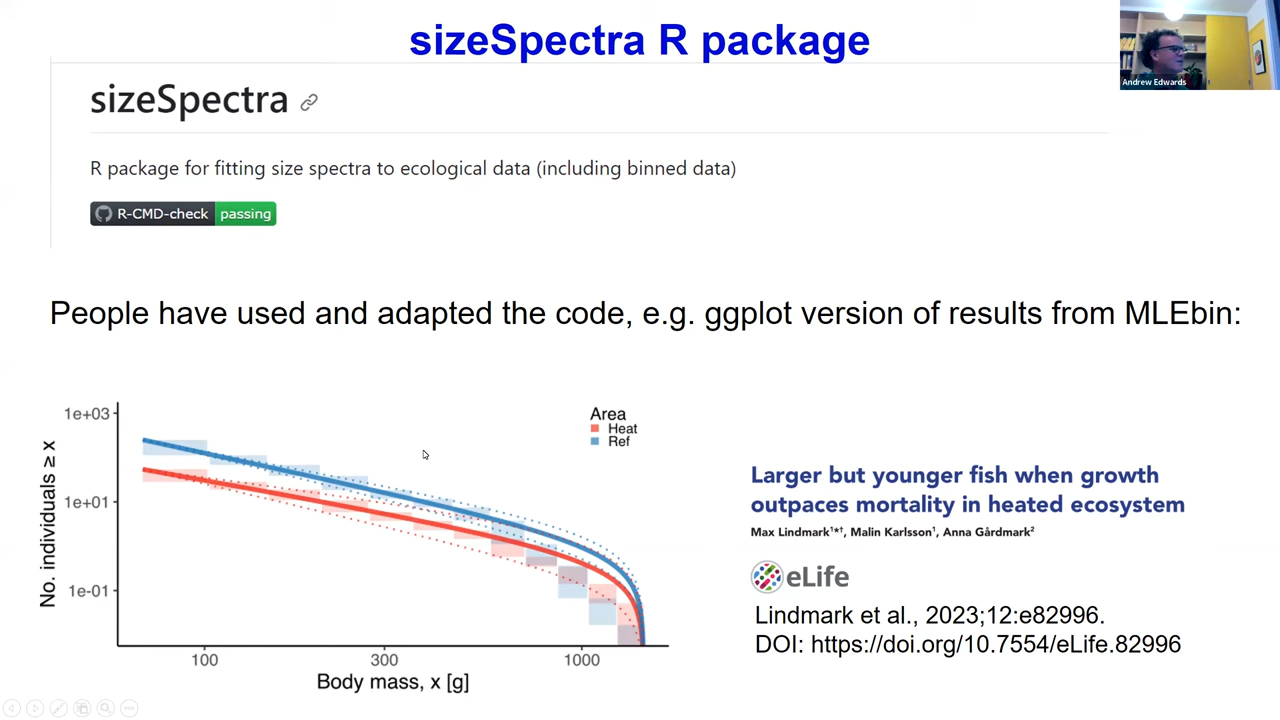 sizeSpectra R package
Andrew Edwards
sizeSpectra
R package for fitting size spectra to ecological data (including binned data)
R-CMD-check passing
People have used and adapted the code, e.g. ggplot version of results from MLEbin:
No. individuals ≥ x
1e+03
1e+01
1e-01
Area
Heat
Ref
100 300 1000
Body mass, x [g]
Larger but younger fish when growth
outpaces mortality in heated ecosystem
Max Lindmark¹*†, Malin Karlsson¹, Anna Gårdmark²
eLife
Lindmark et al., 2023;12:e82996.
DOI: https://doi.org/10.7554/eLife.82996